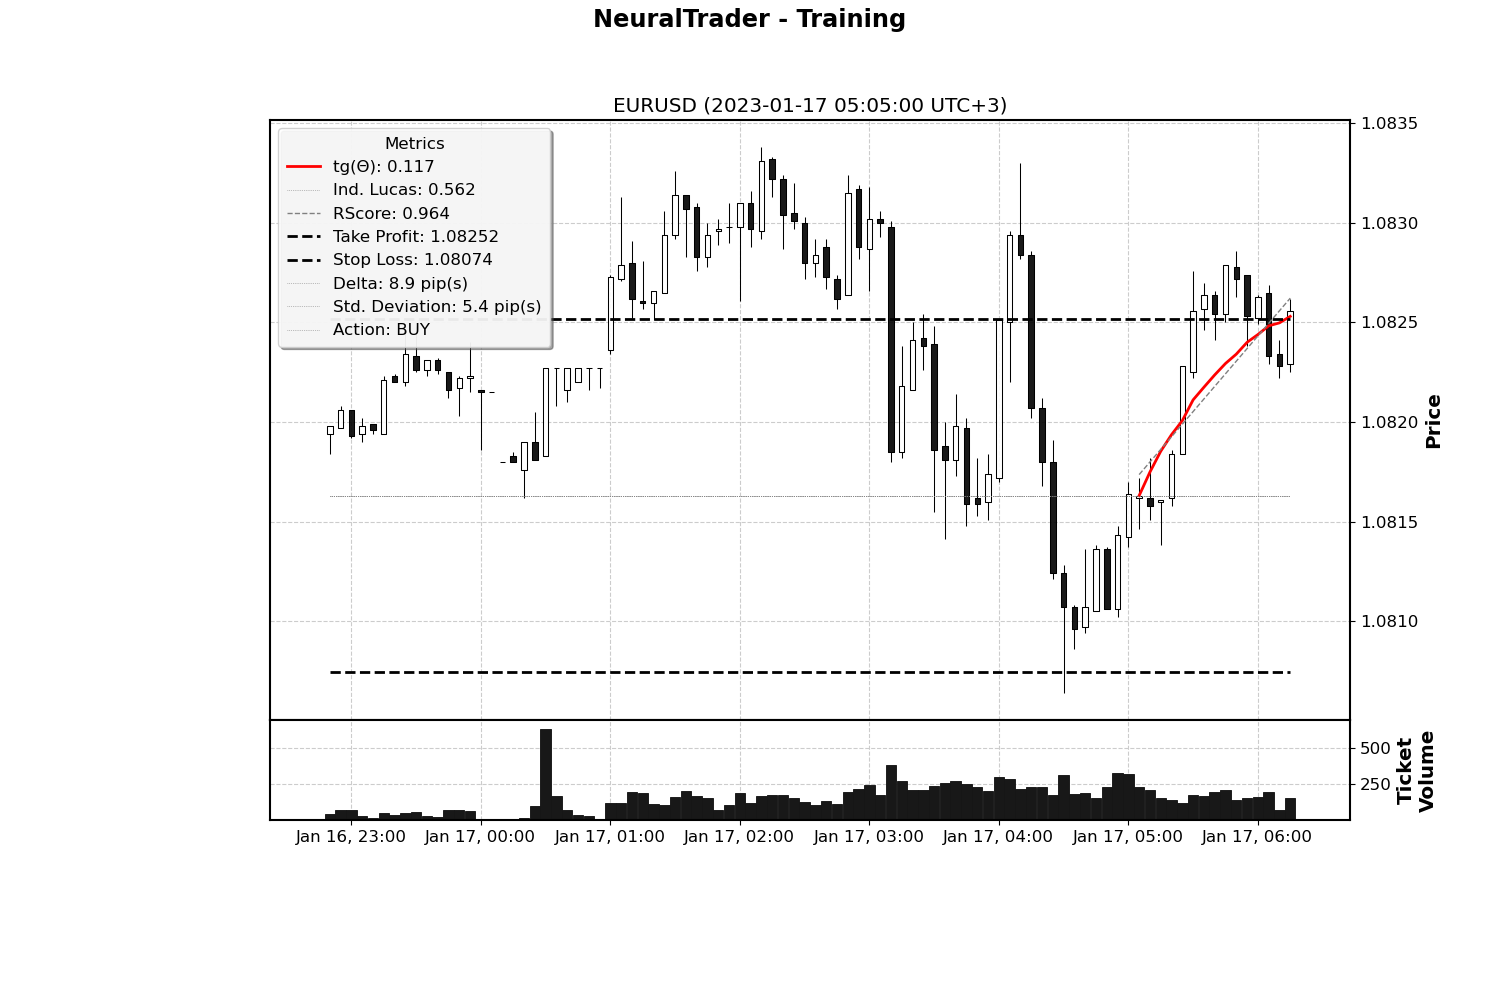 NeuralTrader - Training
EURUSD (2023-01-17 05:05:00 UTC+3)
Metrics
tg(Θ): 0.117
Ind. Lucas: 0.562
RScore: 0.964
Take Profit: 1.08252
Stop Loss: 1.08074
Delta: 8.9 pip(s)
Std. Deviation: 5.4 pip(s)
Action: BUY
1.0835
1.0830
1.0825
1.0820
1.0815
1.0810
Price
500
250
Ticket
Volume
Jan 16, 23:00
Jan 17, 00:00
Jan 17, 01:00
Jan 17, 02:00
Jan 17, 03:00
Jan 17, 04:00
Jan 17, 05:00
Jan 17, 06:00